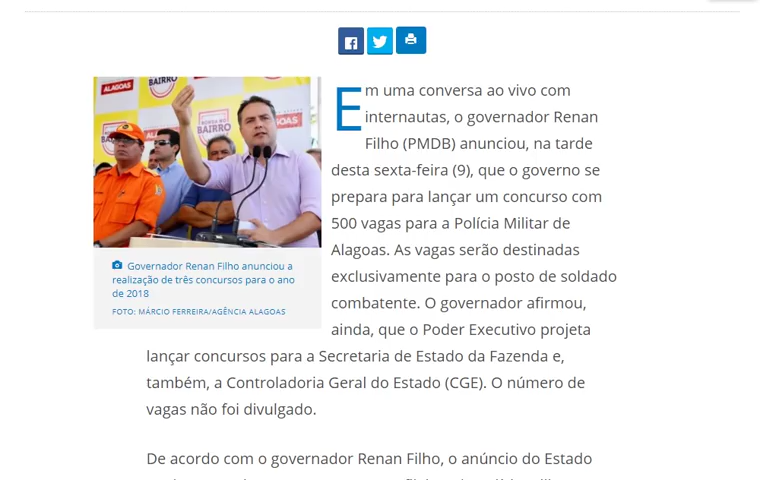 ALAGOAS
BAIRRO
RONDA NO
BAIRRO
ALAGOAS
Em uma conversa ao vivo com
internautas, o governador Renan
Filho (PMDB) anunciou, na tarde
desta sexta-feira (9), que o governo se
prepara para lançar um concurso com
500 vagas para a Polícia Militar de
Alagoas. As vagas serão destinadas
exclusivamente para o posto de soldado
combatente. O governador afirmou,
ainda, que o Poder Executivo projeta
Governador Renan Filho anunciou a
realização de três concursos para o ano
de 2018
FOTO: MÁRCIO FERREIRA/AGÊNCIA ALAGOAS
lançar concursos para a Secretaria de Estado da Fazenda e,
também, a Controladoria Geral do Estado (CGE). O número de
vagas não foi divulgado.
De acordo com o governador Renan Filho, o anúncio do Estado